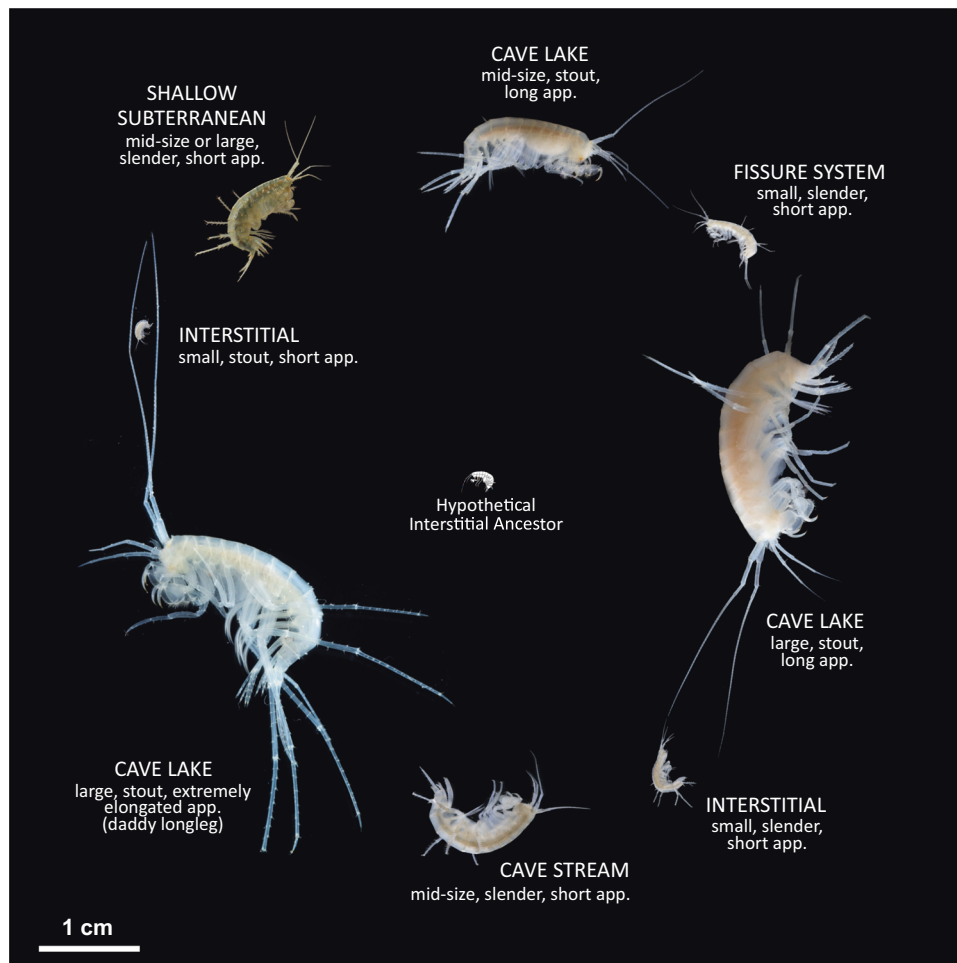 CAVE LAKE
mid-size, stout,
long app.
SHALLOW
SUBTERRANEAN
mid-size or large,
slender, short app.
FISSURE SYSTEM
small, slender,
short app.
INTERSTITIAL
small, stout, short app.
Hypothetical
Interstitial Ancestor
CAVE LAKE
large, stout,
long app.
CAVE LAKE
large, stout, extremely
elongated app.
(daddy longleg)
INTERSTITIAL
small, slender,
short app.
CAVE STREAM
mid-size, slender, short app.
1 cm